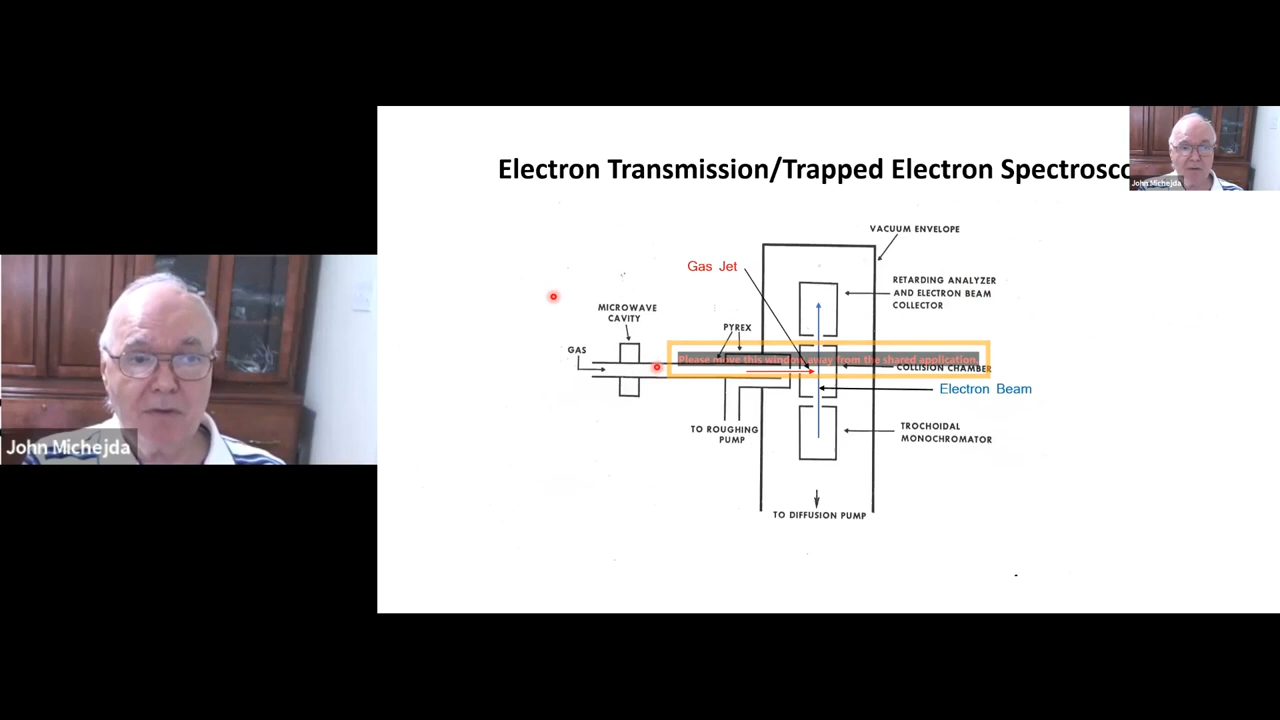 Electron Transmission/Trapped Electron Spectrosco
John Michejda
VACUUM ENVELOPE
Gas Jet
RETARDING ANALYZER
AND ELECTRON BEAM
COLLECTOR
MICROWAVE
CAVITY
PYREX
GAS
Please move this window away from the shared application.
COLLISION CHAMBER
Electron Beam
TO ROUGHING
PUMP
TROCHOIDAL
MONOCHROMATOR
John Michejda
TO DIFFUSION PUMP